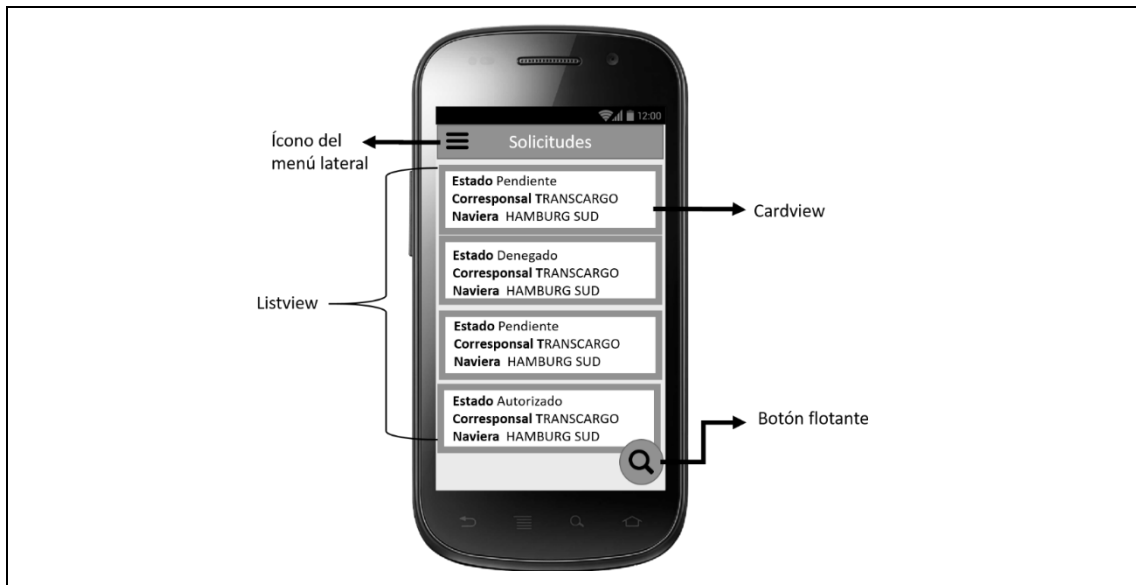 12:00
Solicitudes
Ícono del
menú lateral
Estado Pendiente
Corresponsal TRANSCARGO
Naviera HAMBURG SUD
Cardview
Estado Denegado
Corresponsal TRANSCARGO
Naviera HAMBURG SUD
Listview
Estado Pendiente
Corresponsal TRANSCARGO
Naviera HAMBURG SUD
Estado Autorizado
Corresponsal TRANSCARGO
Naviera HAMBURG SUD
Botón flotante